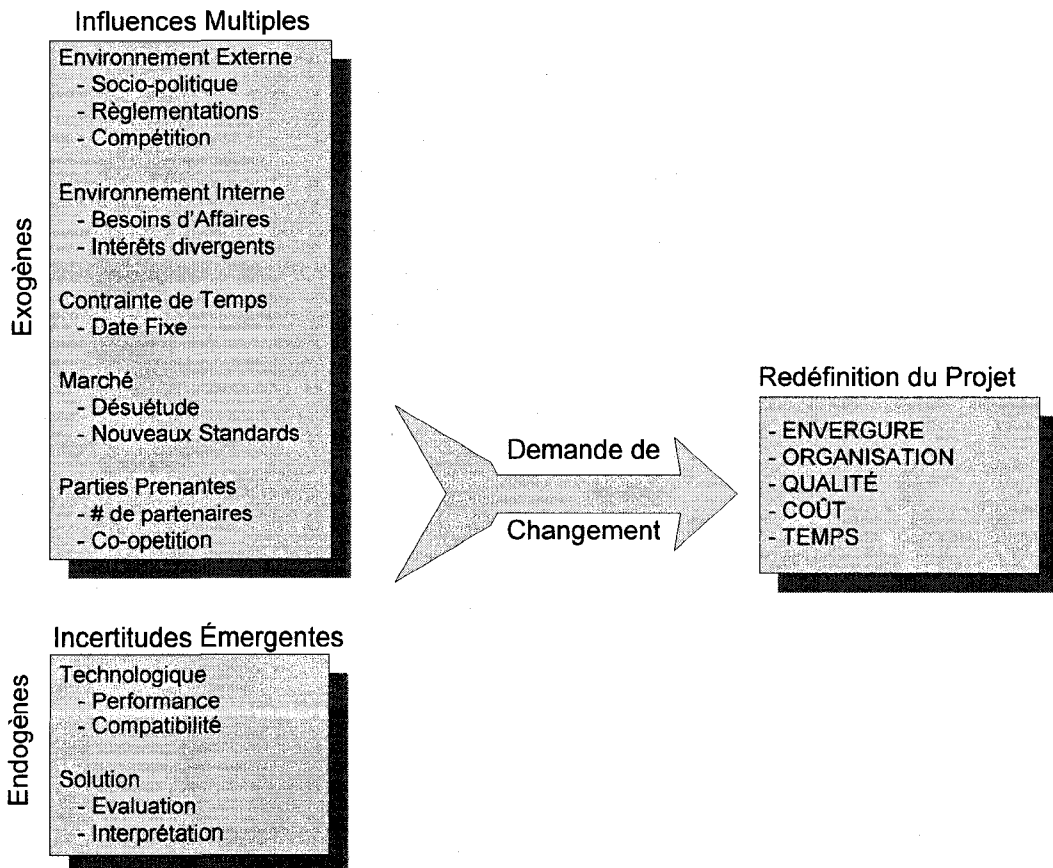 Influences Multiples
Exogènes
Environnement Externe
- Socio-politique
- Règlementations
- Compétition
Environnement Interne
- Besoins d'Affaires
- Intérêts divergents
Contrainte de Temps
- Date Fixe
Marché
- Désuétude
- Nouveaux Standards
Parties Prenantes
- # de partenaires
- Co-opetition
Demande de
Changement
Redéfinition du Projet
- ENVERGURE
- ORGANISATION
- QUALITÉ
- COÛT
- TEMPS
Incertitudes Émergentes
Endogènes
Technologique
- Performance
- Compatibilité
Solution
- Evaluation
- Interprétation